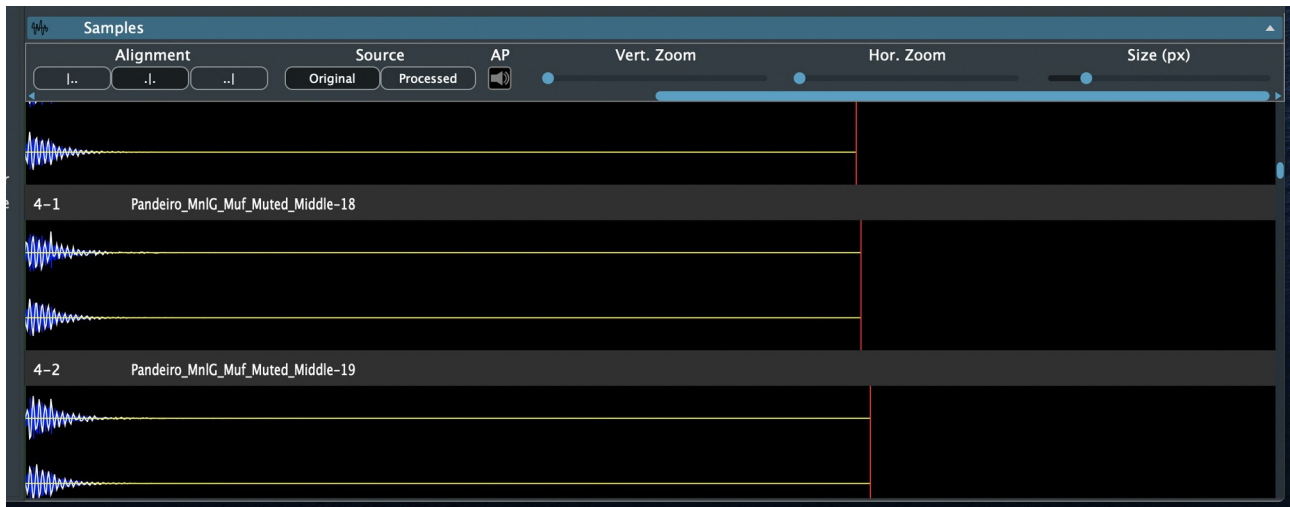 Samples
Alignment Source AP Vert. Zoom Hor. Zoom Size (px)
|.. .|. ..| Original Processed
4-1 Pandeiro_MnlG_Muf_Muted_Middle-18
4-2 Pandeiro_MnlG_Muf_Muted_Middle-19